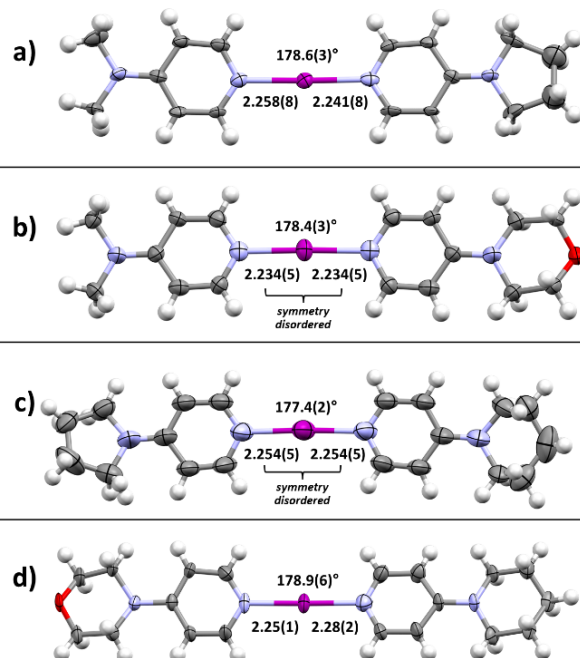 a)
178.6(3)°
2.258(8) 2.241(8)
b)
178.4(3)°
2.234(5) 2.234(5)
symmetry
disordered
c)
177.4(2)°
2.254(5) 2.254(5)
symmetry
disordered
d)
178.9(6)°
2.25(1) 2.28(2)